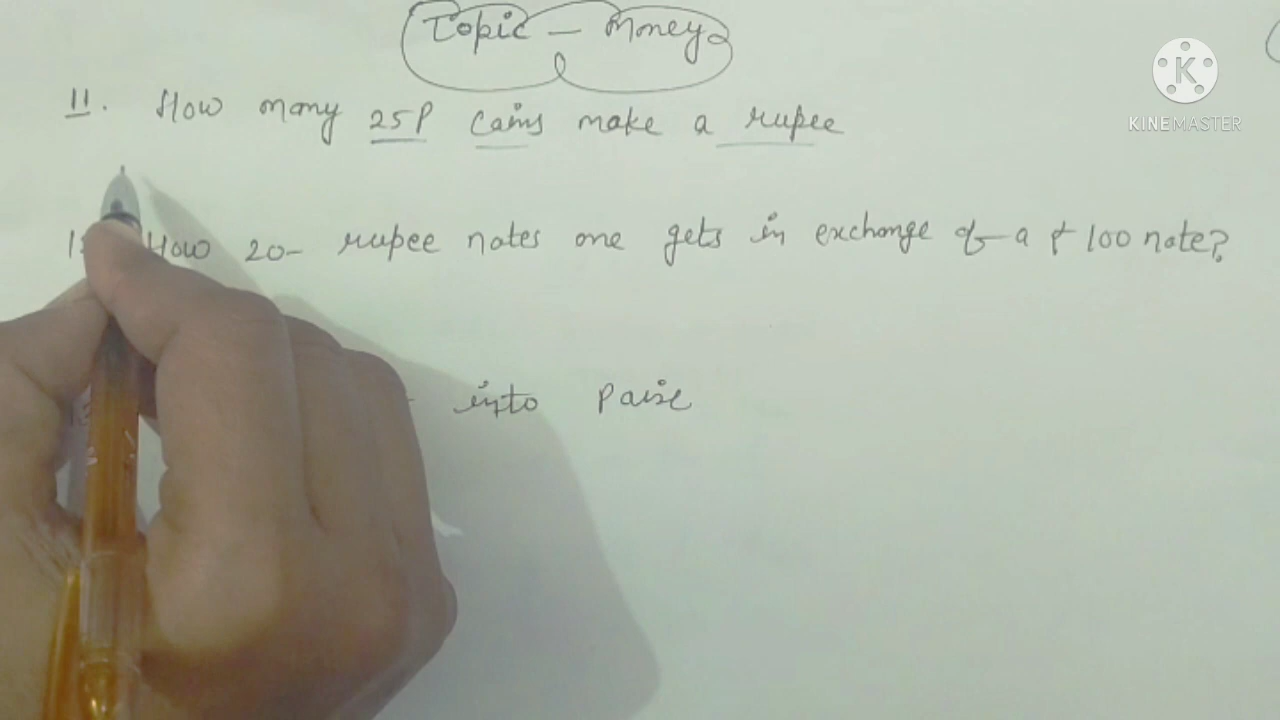 Topic — Money
11. How many 25P Coins make a rupee
KINEMASTER
How 20- rupee notes one gets in exchange of a ₹ 100 note?
into Paise